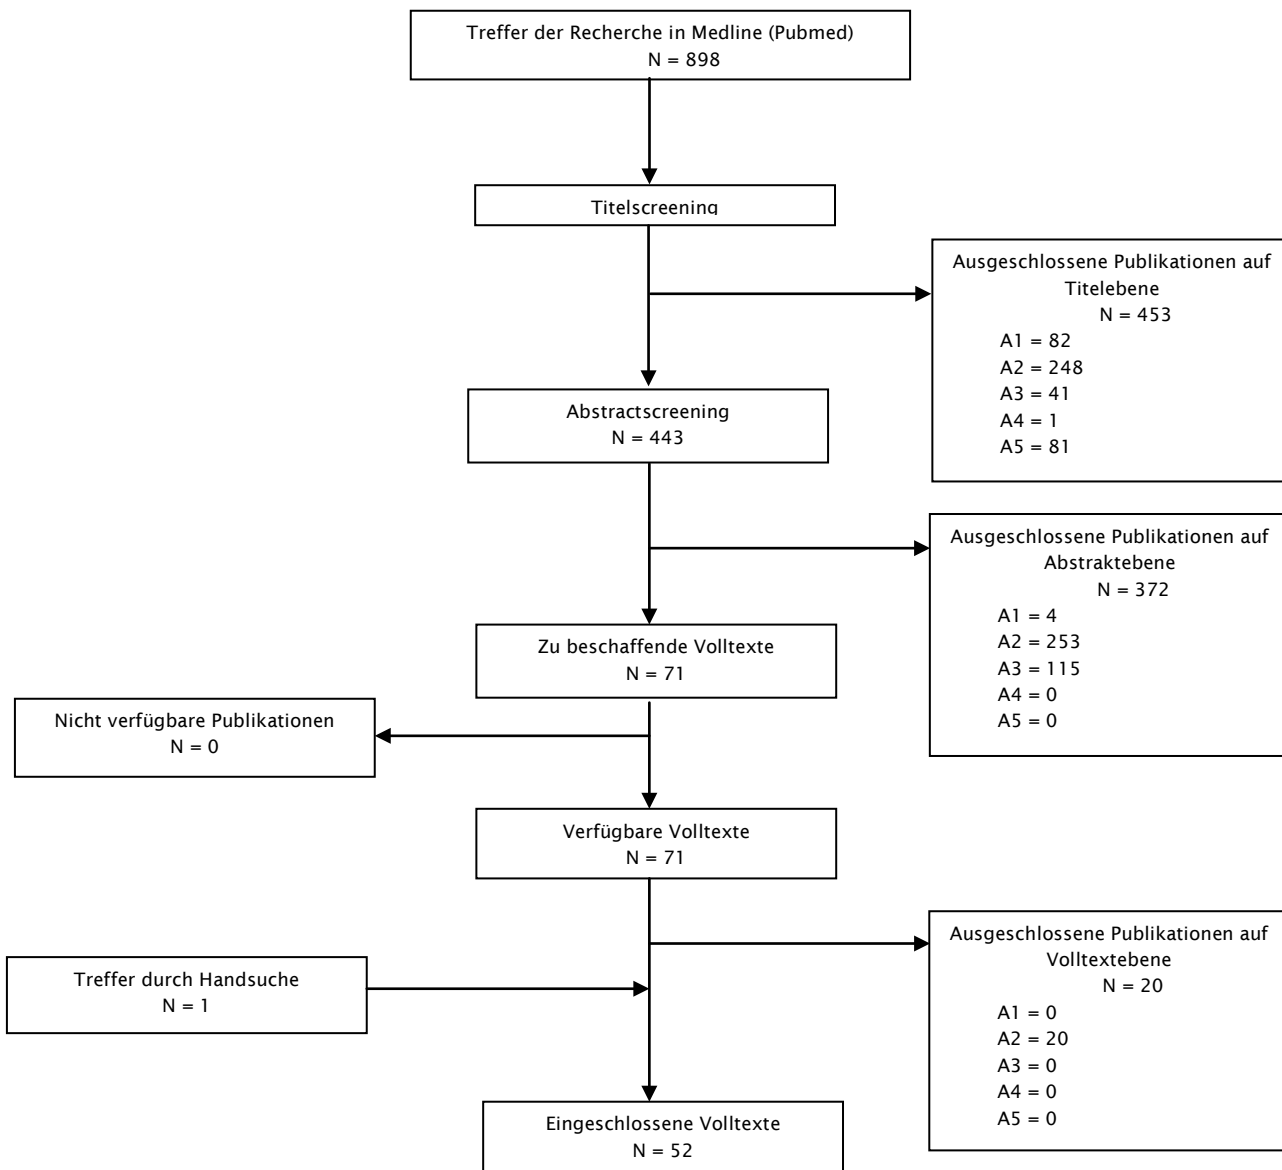 Treffer der Recherche in Medline (Pubmed)
N = 898
Titelscreening
Ausgeschlossene Publikationen auf
Titelebene
N = 453
A1 = 82
A2 = 248
A3 = 41
A4 = 1
A5 = 81
Abstractscreening
N = 443
Ausgeschlossene Publikationen auf
Abstraktebene
N = 372
A1 = 4
A2 = 253
A3 = 115
A4 = 0
A5 = 0
Zu beschaffende Volltexte
N = 71
Nicht verfügbare Publikationen
N = 0
Verfügbare Volltexte
N = 71
Ausgeschlossene Publikationen auf
Volltextebene
N = 20
A1 = 0
A2 = 20
A3 = 0
A4 = 0
A5 = 0
Treffer durch Handsuche
N = 1
Eingeschlossene Volltexte
N = 52